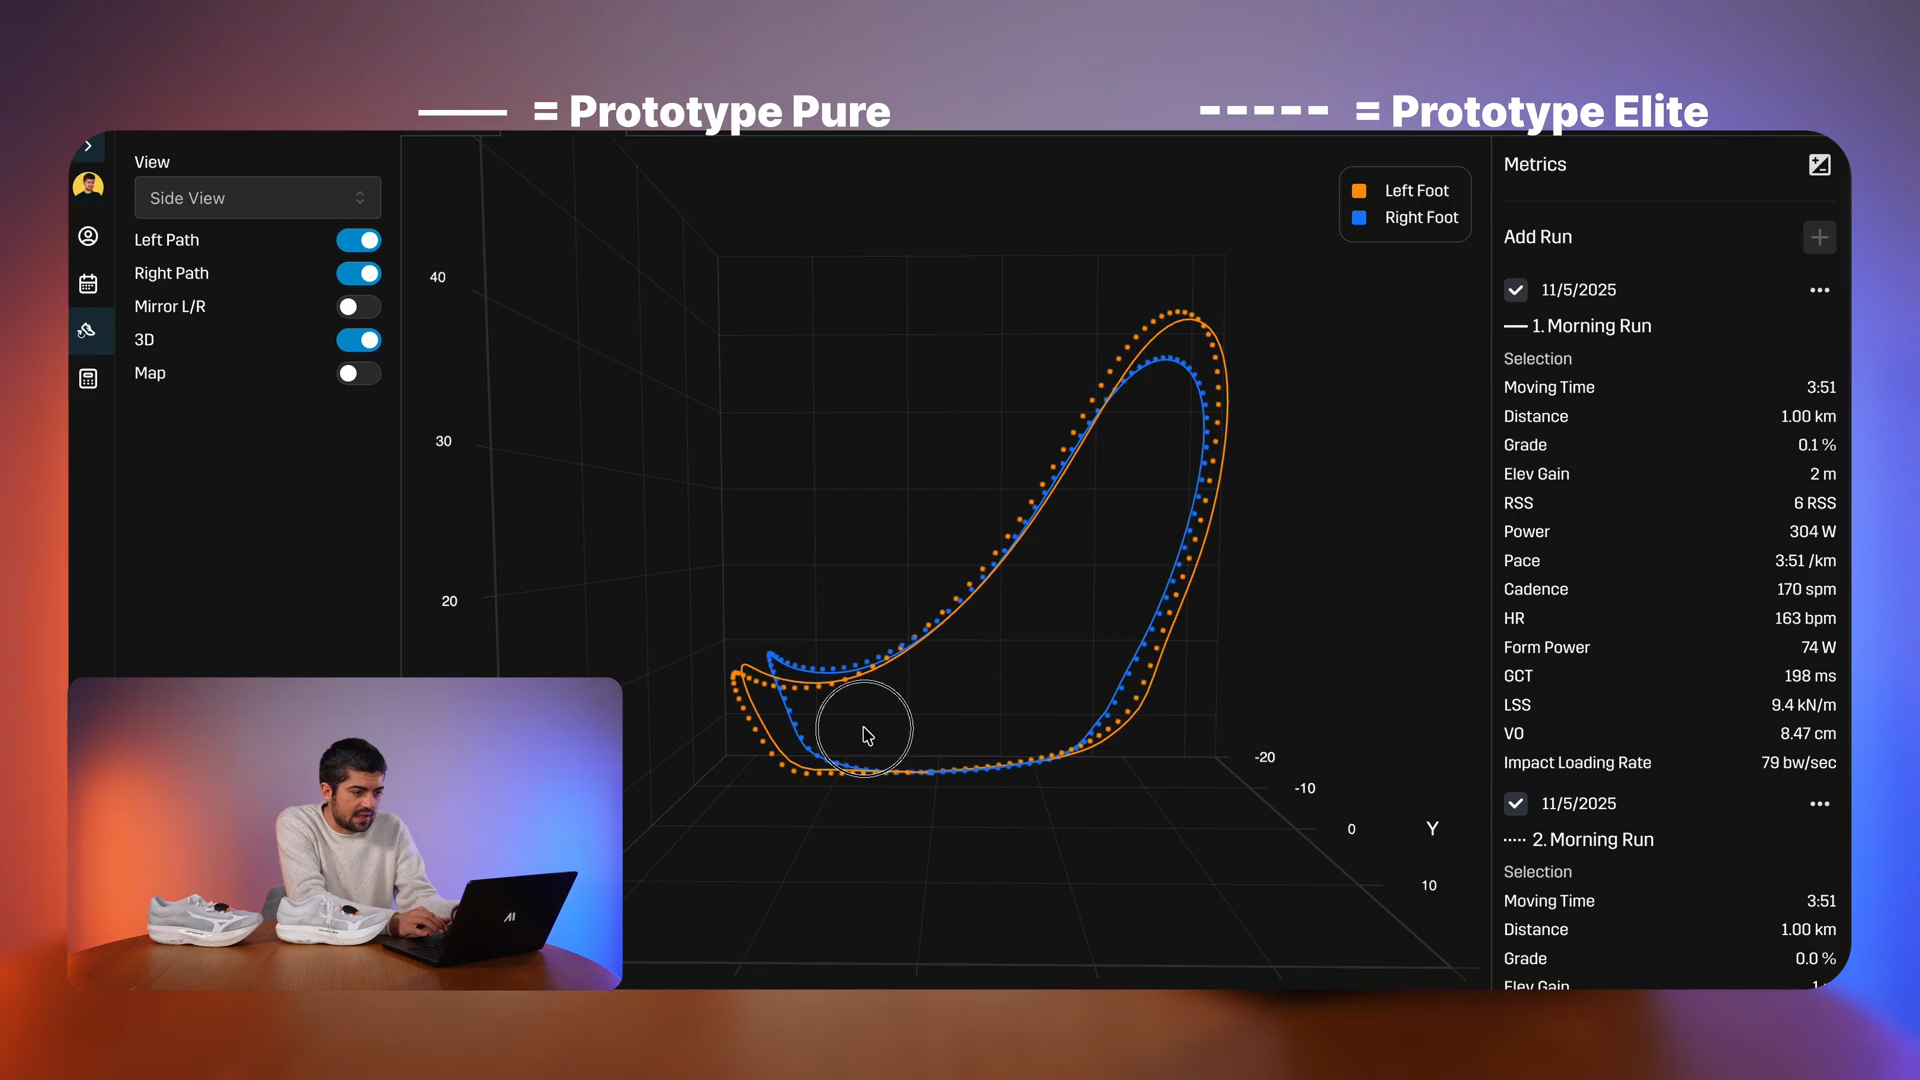 = Prototype Pure
= Prototype Elite
View
Side View
Left Path
Right Path
Mirror L/R
3D
Map
40
30
20
-20
-10
0
10
Y
Left Foot
Right Foot
Metrics
Add Run
11/5/2025
1. Morning Run
Selection
Moving Time 3:51
Distance 1.00 km
Grade 0.1 %
Elev Gain 2 m
RSS 6 RSS
Power 304 W
Pace 3:51 /km
Cadence 170 spm
HR 163 bpm
Form Power 74 W
GCT 198 ms
LSS 9.4 kN/m
VO 8.47 cm
Impact Loading Rate 79 bw/sec
11/5/2025
2. Morning Run
Selection
Moving Time 3:51
Distance 1.00 km
Grade 0.0 %
Elev Gain